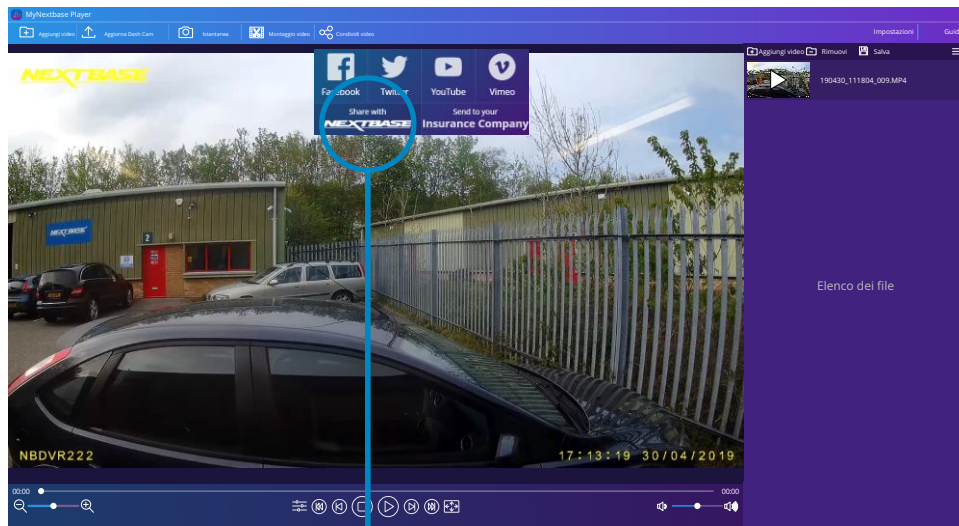 MyNextbase Player
Aggiungi video Aggiorna Dash Cam Istantanea Montaggio video Condividi video Impostazioni Guid
Aggiungi video Rimuovi Salva
190430_111804_009.MP4
Elenco dei file
NEXTBASE
Facebook Twitter YouTube Vimeo
Share with
NEXTBASE
Send to your
Insurance Company
NEXTBASE
2
NBDVR222
17:13:19 30/04/2019
00:00 00:00